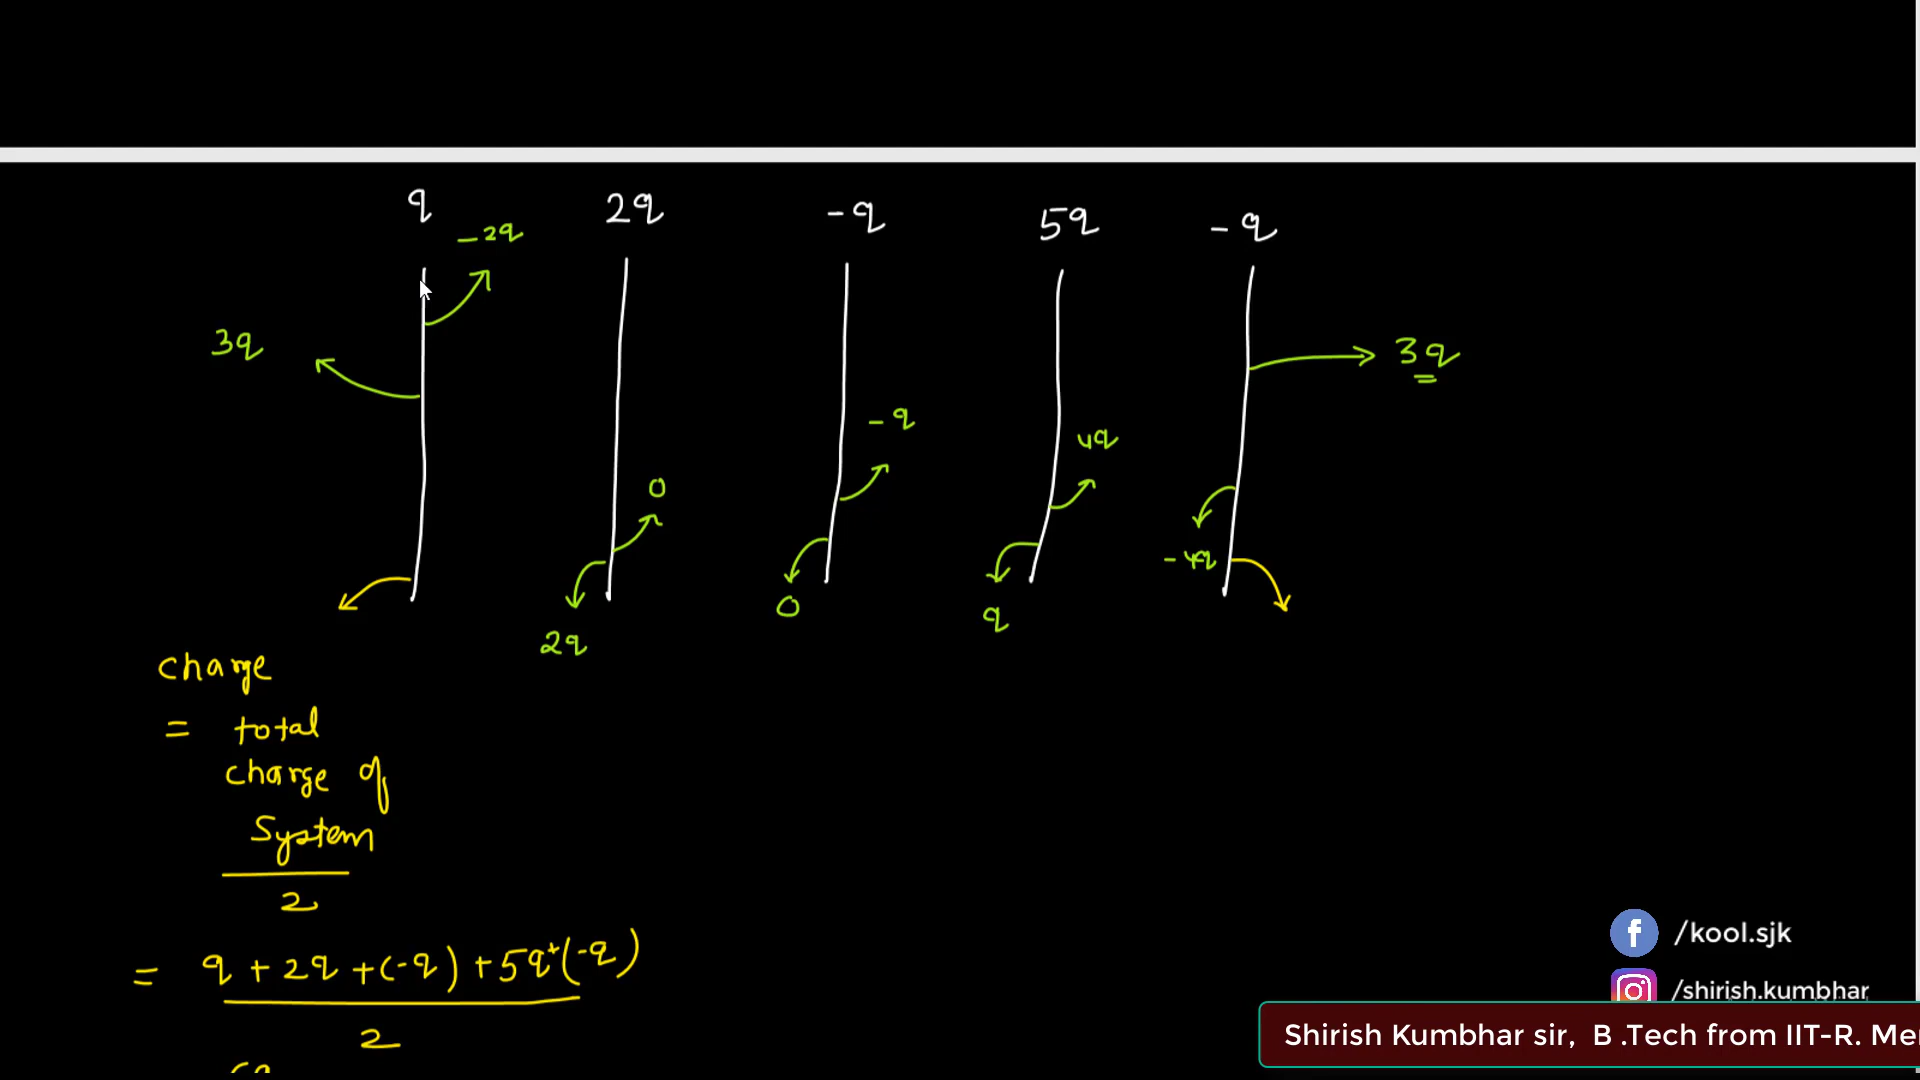 q 2q -q 5q -q
-2q
3q 3q
-q 4q
0
-4q
0 q
2q
charge
= total
charge of
System
2
= q + 2q + (-q) + 5q + (-q)
2
/kool.sjk
/shirish.kumbhar
Shirish Kumbhar sir, B .Tech from IIT-R. Me